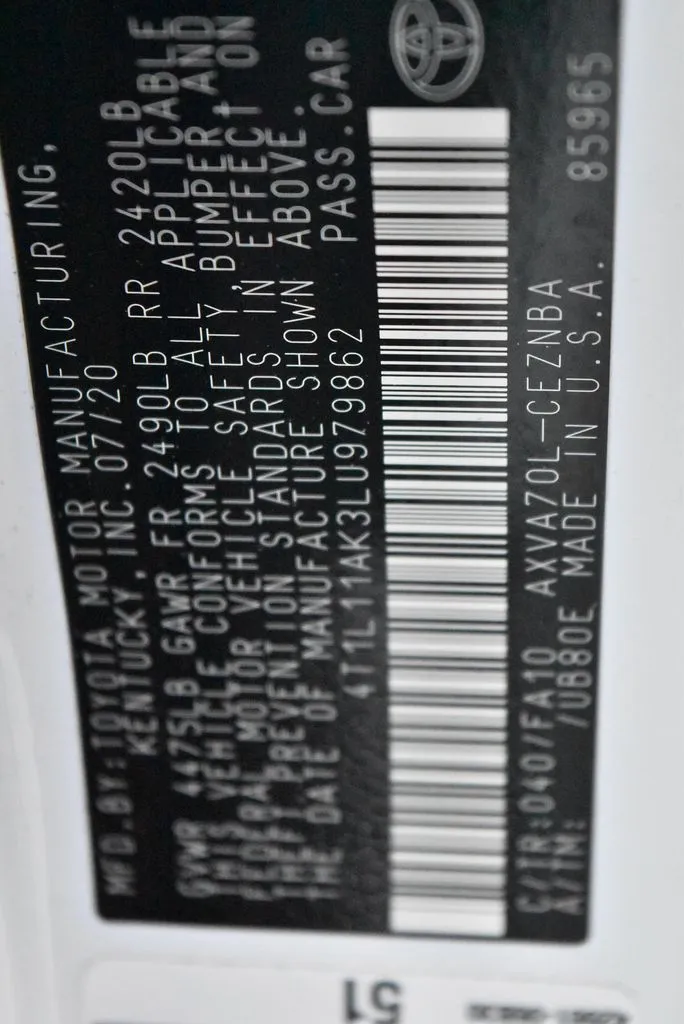 MFD.BY:TOYOTA MOTOR MANUFACTURING,
KENTUCKY,INC.07/20
GVWR 4475LB GAWR FR 2490LB RR 2420LB
THIS VEHICLE CONFORMS TO ALL APPLICABLE
FEDERAL MOTOR VEHICLE SAFETY,BUMPER,AND
THEFT PREVENTION STANDARDS IN EFFECT ON
THE DATE OF MANUFACTURE SHOWN ABOVE.
4T1L11AK3LU979862 PASS.CAR
C/TR:040/FA10 AXVA70L-CEZNBA
A/TM: /UB80E MADE IN U.S.A. 85965
51